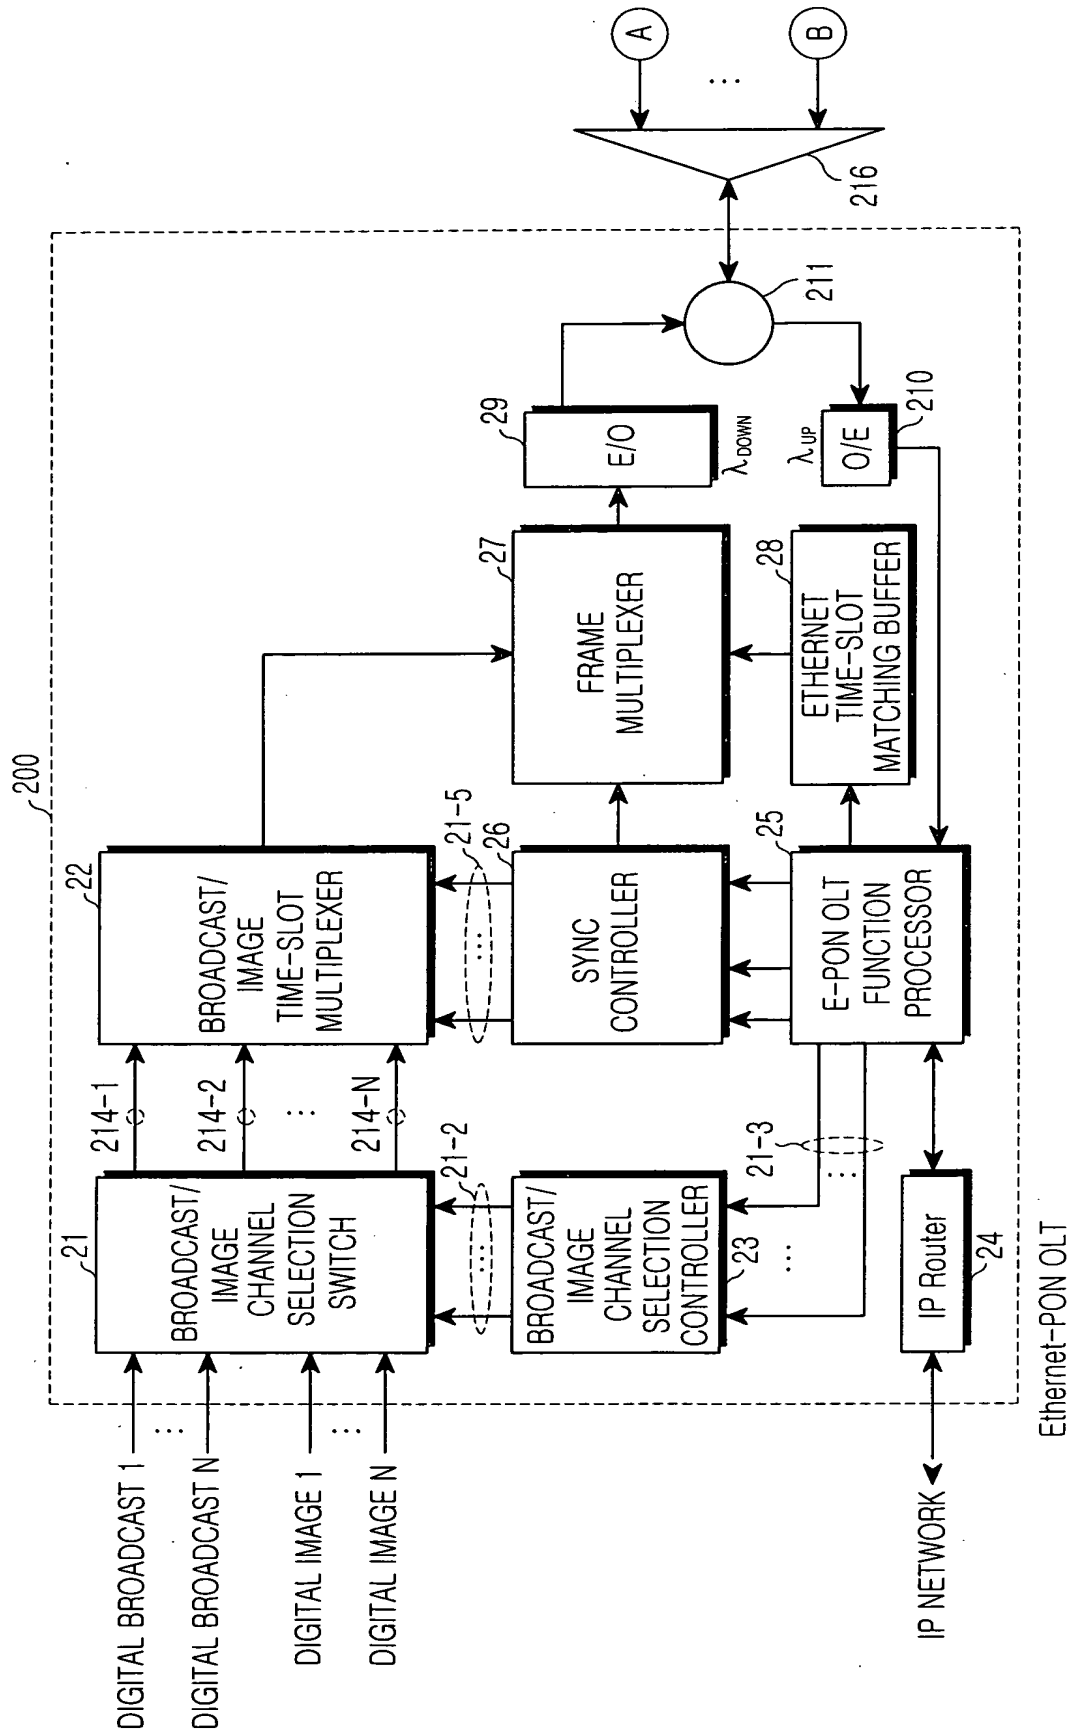 200
DIGITAL BROADCAST 1
⋮
DIGITAL BROADCAST N
DIGITAL IMAGE 1
⋮
DIGITAL IMAGE N
21
BROADCAST/
IMAGE
CHANNEL
SELECTION
SWITCH
214-1
214-2
⋮
214-N
22
BROADCAST/
IMAGE
TIME-SLOT
MULTIPLEXER
21-2
...
21-5
...
BROADCAST/
IMAGE
CHANNEL
SELECTION
CONTROLLER
23
...
21-3
⋮
26
SYNC
CONTROLLER
27
FRAME
MULTIPLEXER
29
E/O
λDOWN
IP NETWORK
IP Router
24
25
E-PON OLT
FUNCTION
PROCESSOR
28
ETHERNET
TIME-SLOT
MATCHING BUFFER
λUP
O/E
210
211
216
A
...
B
Ethernet-PON OLT